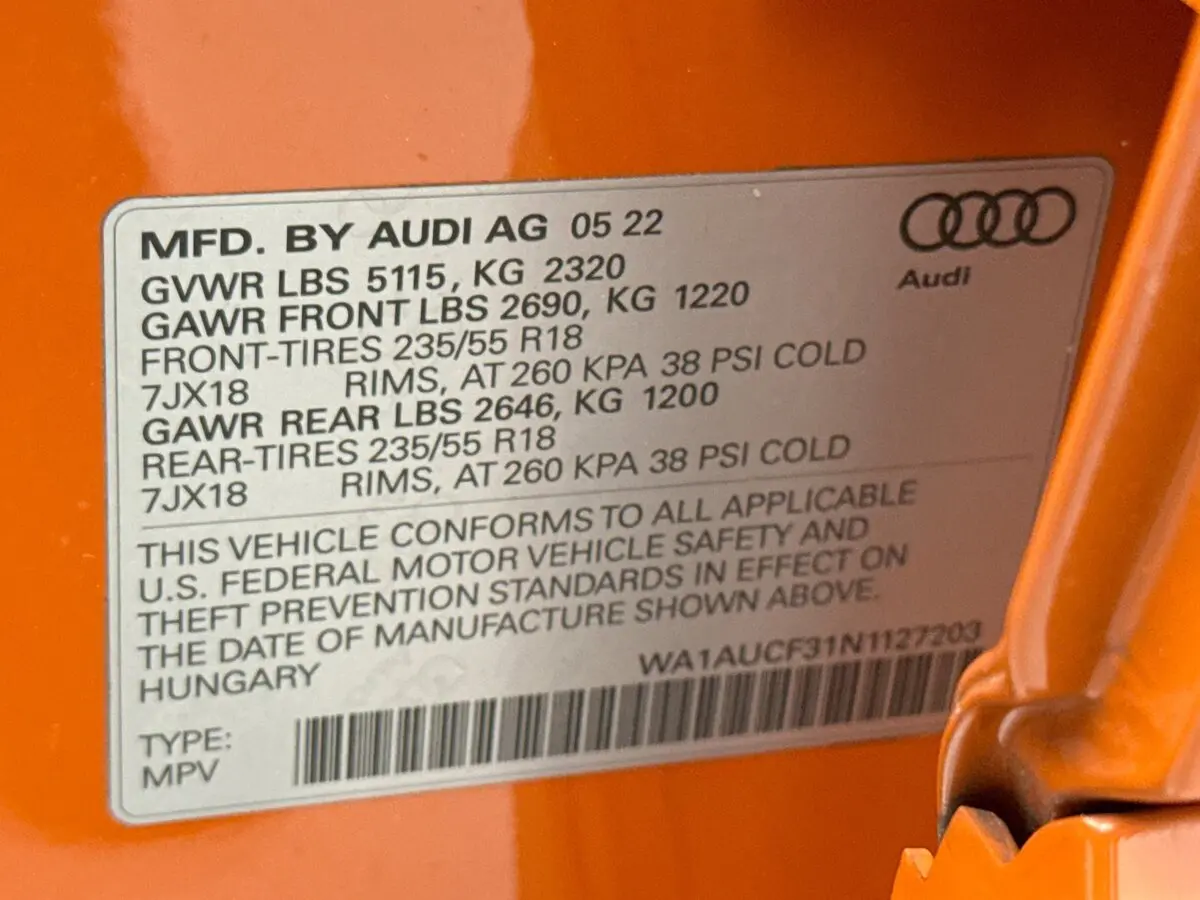 MFD. BY AUDI AG 05 22
GVWR LBS 5115, KG 2320
GAWR FRONT LBS 2690, KG 1220
FRONT-TIRES 235/55 R18
7JX18 RIMS, AT 260 KPA 38 PSI COLD
GAWR REAR LBS 2646, KG 1200
REAR-TIRES 235/55 R18
7JX18 RIMS, AT 260 KPA 38 PSI COLD
Audi
THIS VEHICLE CONFORMS TO ALL APPLICABLE
U.S. FEDERAL MOTOR VEHICLE SAFETY AND
THEFT PREVENTION STANDARDS IN EFFECT ON
THE DATE OF MANUFACTURE SHOWN ABOVE.
HUNGARY
WA1AUCF31N1127203
TYPE:
MPV